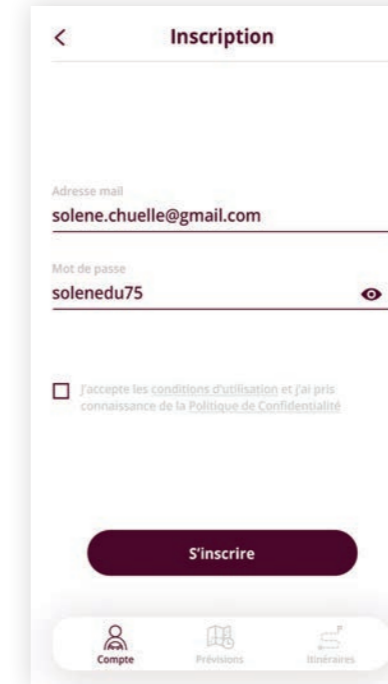 Inscription
Adresse mail
solene.chuelle@gmail.com
Mot de passe
solenedu75
J'accepte les conditions d'utilisation et j'ai pris
connaissance de la Politique de Confidentialité
S'inscrire
Compte Prévisions Itinéraires